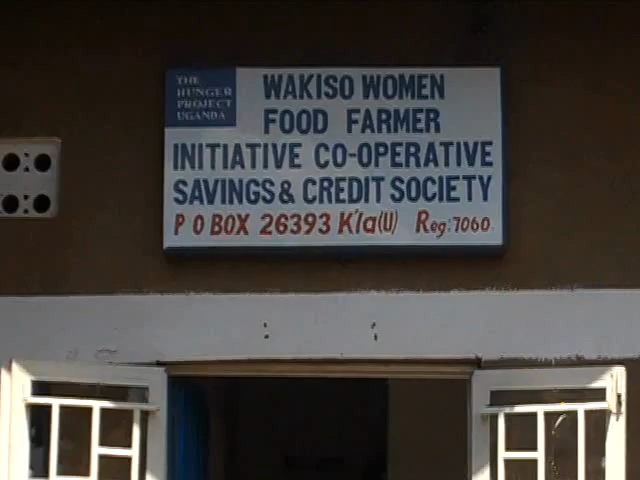 THE
HUNGER
PROJECT
UGANDA
WAKISO WOMEN
FOOD FARMER
INITIATIVE CO-OPERATIVE
SAVINGS & CREDIT SOCIETY
P O BOX 26393 K'la(U) Reg:7060